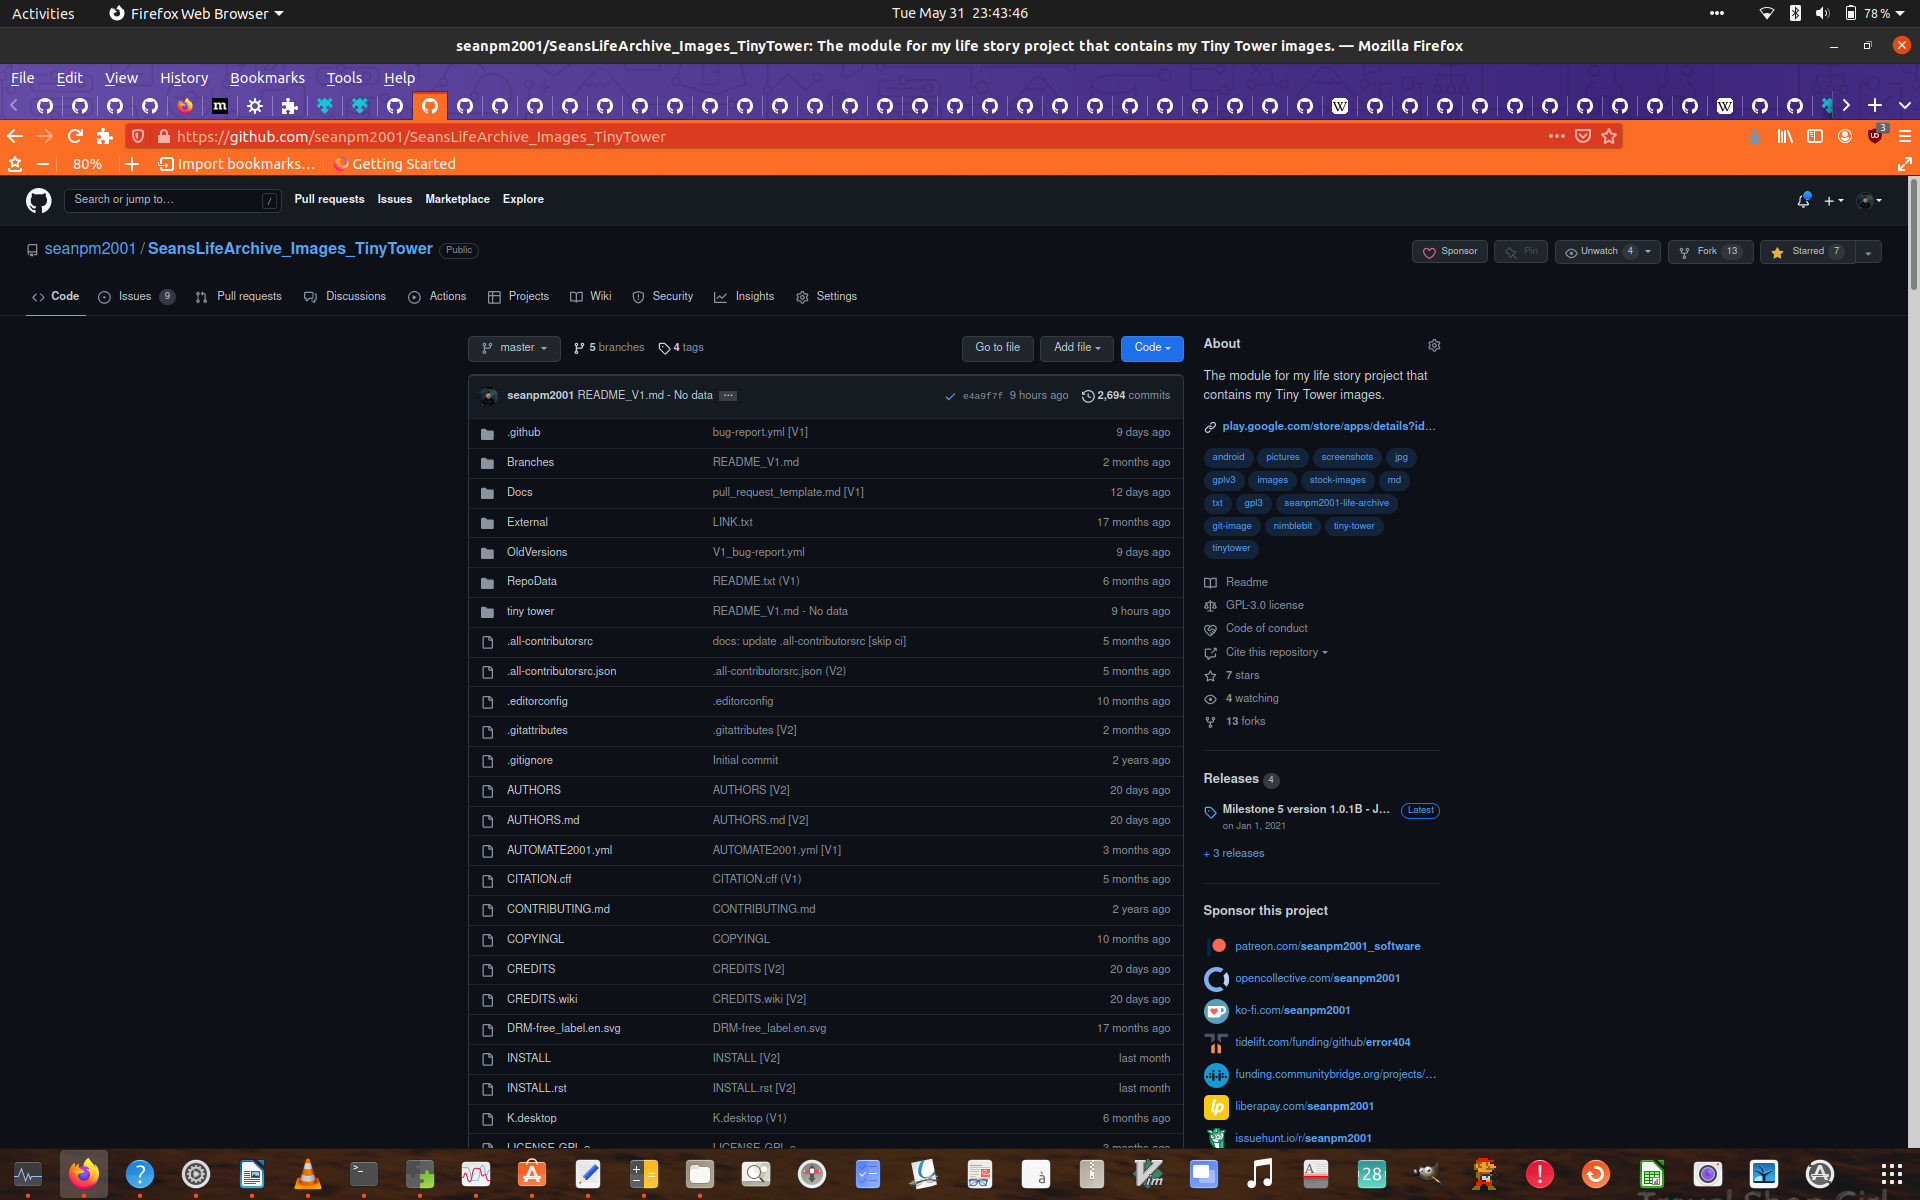 Activities Firefox Web Browser Tue May 31 23:43:46 78 %
seanpm2001/SeansLifeArchive_Images_TinyTower: The module for my life story project that contains my Tiny Tower images. — Mozilla Firefox
File Edit View History Bookmarks Tools Help
https://github.com/seanpm2001/SeansLifeArchive_Images_TinyTower 3
80% Import bookmarks… Getting Started
Search or jump to… / Pull requests Issues Marketplace Explore
seanpm2001 / SeansLifeArchive_Images_TinyTower Public Sponsor Pin Unwatch 4 Fork 13 Starred 7
Code Issues 9 Pull requests Discussions Actions Projects Wiki Security Insights Settings
master 5 branches 4 tags Go to file Add file Code
seanpm2001 README_V1.md - No data e4a9f7f 9 hours ago 2,694 commits
.github bug-report.yml [V1] 9 days ago
Branches README_V1.md 2 months ago
Docs pull_request_template.md [V1] 12 days ago
External LINK.txt 17 months ago
OldVersions V1_bug-report.yml 9 days ago
RepoData README.txt (V1) 6 months ago
tiny tower README_V1.md - No data 9 hours ago
.all-contributorsrc docs: update .all-contributorsrc [skip ci] 5 months ago
.all-contributorsrc.json .all-contributorsrc.json (V2) 5 months ago
.editorconfig .editorconfig 10 months ago
.gitattributes .gitattributes [V2] 2 months ago
.gitignore Initial commit 2 years ago
AUTHORS AUTHORS [V2] 20 days ago
AUTHORS.md AUTHORS.md [V2] 20 days ago
AUTOMATE2001.yml AUTOMATE2001.yml [V1] 3 months ago
CITATION.cff CITATION.cff (V1) 5 months ago
CONTRIBUTING.md CONTRIBUTING.md 2 years ago
COPYINGL COPYINGL 10 months ago
CREDITS CREDITS [V2] 20 days ago
CREDITS.wiki CREDITS.wiki [V2] 20 days ago
DRM-free_label.en.svg DRM-free_label.en.svg 17 months ago
INSTALL INSTALL [V2] last month
INSTALL.rst INSTALL.rst [V2] last month
K.desktop K.desktop (V1) 6 months ago
About
The module for my life story project that
contains my Tiny Tower images.
play.google.com/store/apps/details?id…
android pictures screenshots jpg
gplv3 images stock-images md
txt gpl3 seanpm2001-life-archive
git-image nimblebit tiny-tower
tinytower
Readme
GPL-3.0 license
Code of conduct
Cite this repository
7 stars
4 watching
13 forks
Releases 4
Milestone 5 version 1.0.1B - J… Latest
on Jan 1, 2021
+ 3 releases
Sponsor this project
patreon.com/seanpm2001_software
opencollective.com/seanpm2001
ko-fi.com/seanpm2001
tidelift.com/funding/github/error404
funding.communitybridge.org/projects/…
liberapay.com/seanpm2001
issuehunt.io/r/seanpm2001
28